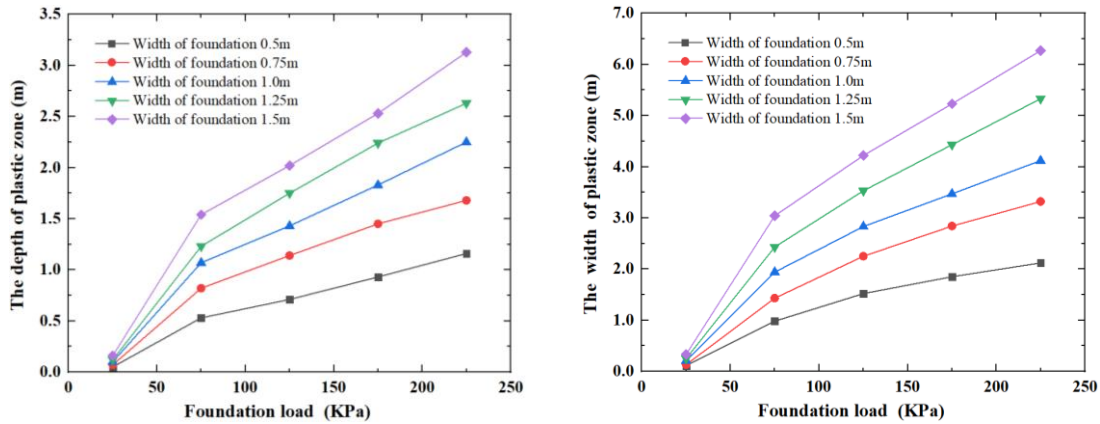 3.5
3.0
2.5
2.0
1.5
1.0
0.5
0.0
The depth of plastic zone (m)
Width of foundation 0.5m
Width of foundation 0.75m
Width of foundation 1.0m
Width of foundation 1.25m
Width of foundation 1.5m
0 50 100 150 200 250
Foundation load (KPa)
7.0
6.0
5.0
4.0
3.0
2.0
1.0
0.0
The width of plastic zone (m)
Width of foundation 0.5m
Width of foundation 0.75m
Width of foundation 1.0m
Width of foundation 1.25m
Width of foundation 1.5m
0 50 100 150 200 250
Foundation load (KPa)